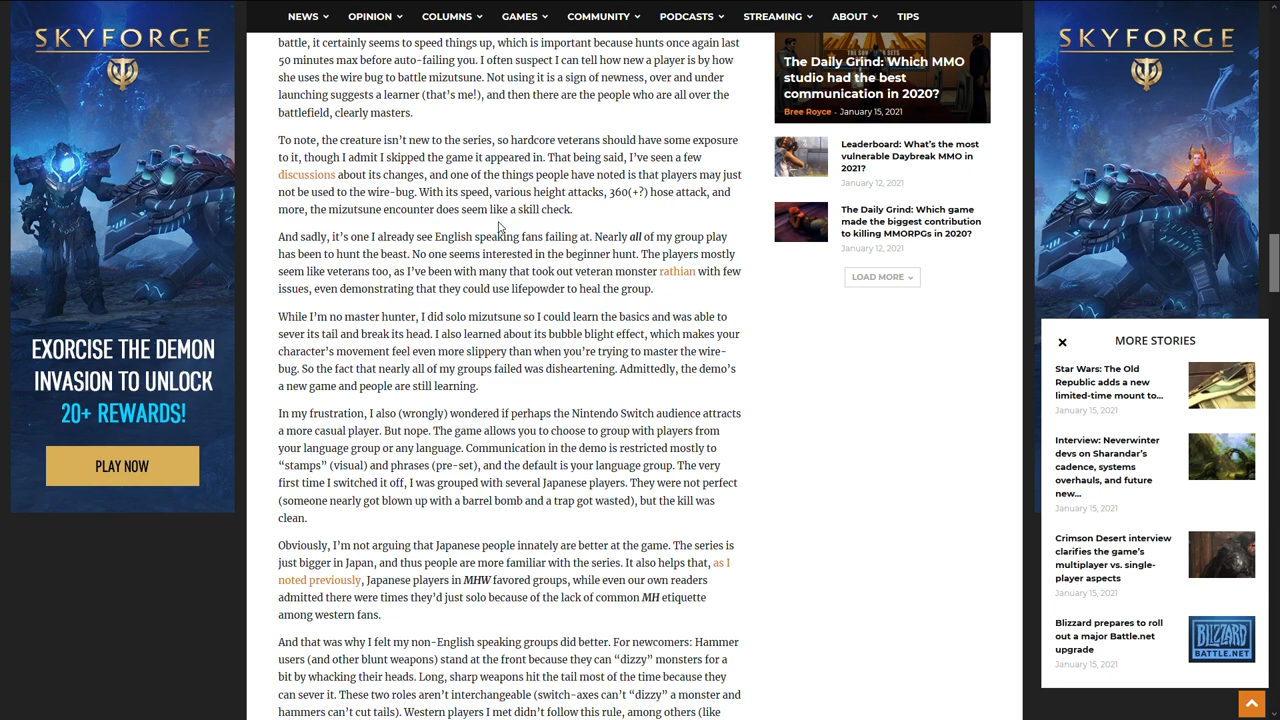 SKYFORGE
EXORCISE THE DEMON
INVASION TO UNLOCK
20+ REWARDS!
PLAY NOW
NEWS
OPINION
COLUMNS
GAMES
COMMUNITY
PODCASTS
STREAMING
ABOUT
TIPS
battle, it certainly seems to speed things up, which is important because hunts once again last
50 minutes max before auto-failing you. I often suspect I can tell how new a player is by how
she uses the wire bug to battle mizutsune. Not using it is a sign of newness, over and under
launching suggests a learner (that's me!), and then there are the people who are all over the
battlefield, clearly masters.
To note, the creature isn't new to the series, so hardcore veterans should have some exposure
to it, though I admit I skipped the game it appeared in. That being said, I've seen a few
discussions about its changes, and one of the things people have noted is that players may just
not be used to the wire-bug. With its speed, various height attacks, 360(+?) hose attack, and
more, the mizutsune encounter does seem like a skill check.
And sadly, it's one I already see English speaking fans failing at. Nearly all of my group play
has been to hunt the beast. No one seems interested in the beginner hunt. The players mostly
seem like veterans too, as I've been with many that took out veteran monster rathian with few
issues, even demonstrating that they could use lifepowder to heal the group.
While I'm no master hunter, I did solo mizutsune so I could learn the basics and was able to
sever its tail and break its head. I also learned about its bubble blight effect, which makes your
character's movement feel even more slippery than when you're trying to master the wire-
bug. So the fact that nearly all of my groups failed was disheartening. Admittedly, the demo's
a new game and people are still learning.
In my frustration, I also (wrongly) wondered if perhaps the Nintendo Switch audience attracts
a more casual player. But nope. The game allows you to choose to group with players from
your language group or any language. Communication in the demo is restricted mostly to
“stamps” (visual) and phrases (pre-set), and the default is your language group. The very
first time I switched it off, I was grouped with several Japanese players. They were not perfect
(someone nearly got blown up with a barrel bomb and a trap got wasted), but the kill was
clean.
Obviously, I'm not arguing that Japanese people innately are better at the game. The series is
just bigger in Japan, and thus people are more familiar with the series. It also helps that, as I
noted previously, Japanese players in MHW favored groups, while even our own readers
admitted there were times they'd just solo because of the lack of common MH etiquette
among western fans.
And that was why I felt my non-English speaking groups did better. For newcomers: Hammer
users (and other blunt weapons) stand at the front because they can “dizzy” monsters for a
bit by whacking their heads. Long, sharp weapons hit the tail most of the time because they
can sever it. These two roles aren't interchangeable (switch-axes can't “dizzy” a monster and
hammers can't cut tails). Western players I met didn't follow this rule, among others (like
The Daily Grind: Which MMO
studio had the best
communication in 2020?
Bree Royce - January 15, 2021
Leaderboard: What's the most
vulnerable Daybreak MMO in
2021?
January 12, 2021
The Daily Grind: Which game
made the biggest contribution
to killing MMORPGs in 2020?
January 12, 2021
LOAD MORE
SKYFORGE
MORE STORIES
Star Wars: The Old
Republic adds a new
limited-time mount to...
January 15, 2021
Interview: Neverwinter
devs on Sharandar's
cadence, systems
overhauls, and future
new...
January 15, 2021
Crimson Desert interview
clarifies the game's
multiplayer vs. single-
player aspects
January 15, 2021
Blizzard prepares to roll
out a major Battle.net
upgrade
January 15, 2021
BLIZZARD
BATTLE.NET